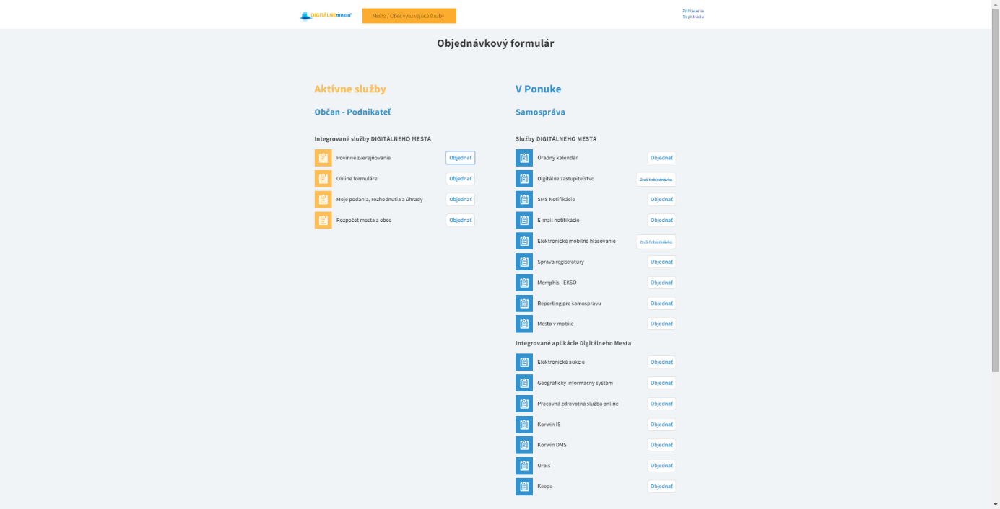 DIGITÁLNEmesto®
Mesto / Obec využívajúca služby
Prihlásenie
Registrácia
Objednávkový formulár
Aktívne služby
Občan - Podnikateľ
Integrované služby DIGITÁLNEHO MESTA
Povinné zverejňovanie Objednať
Online formuláre Objednať
Moje podania, rozhodnutia a úhrady Objednať
Rozpočet mesta a obce Objednať
V Ponuke
Samospráva
Služby DIGITÁLNEHO MESTA
Úradný kalendár Objednať
Digitálne zastupiteľstvo Zrušiť objednávku
SMS Notifikácie Objednať
E-mail notifikácie Objednať
Elektronické mobilné hlasovanie Zrušiť objednávku
Správa registratúry Objednať
Memphis - EKSO Objednať
Reporting pre samosprávu Objednať
Mesto v mobile Objednať
Integrované aplikácie Digitálneho Mesta
Elektronické aukcie Objednať
Geografický informačný systém Objednať
Pracovná zdravotná služba online Objednať
Korwin IS Objednať
Korwin DMS Objednať
Urbis Objednať
Keepe Objednať